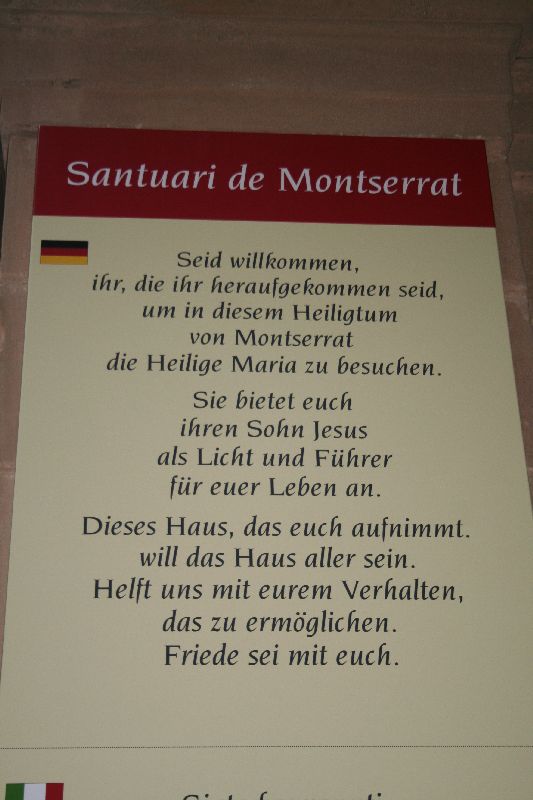 Santuari de Montserrat
Seid willkommen,
ihr, die ihr heraufgekommen seid,
um in diesem Heiligtum
von Montserrat
die Heilige Maria zu besuchen.
Sie bietet euch
ihren Sohn Jesus
als Licht und Führer
für euer Leben an.
Dieses Haus, das euch aufnimmt.
will das Haus aller sein.
Helft uns mit eurem Verhalten,
das zu ermöglichen.
Friede sei mit euch.